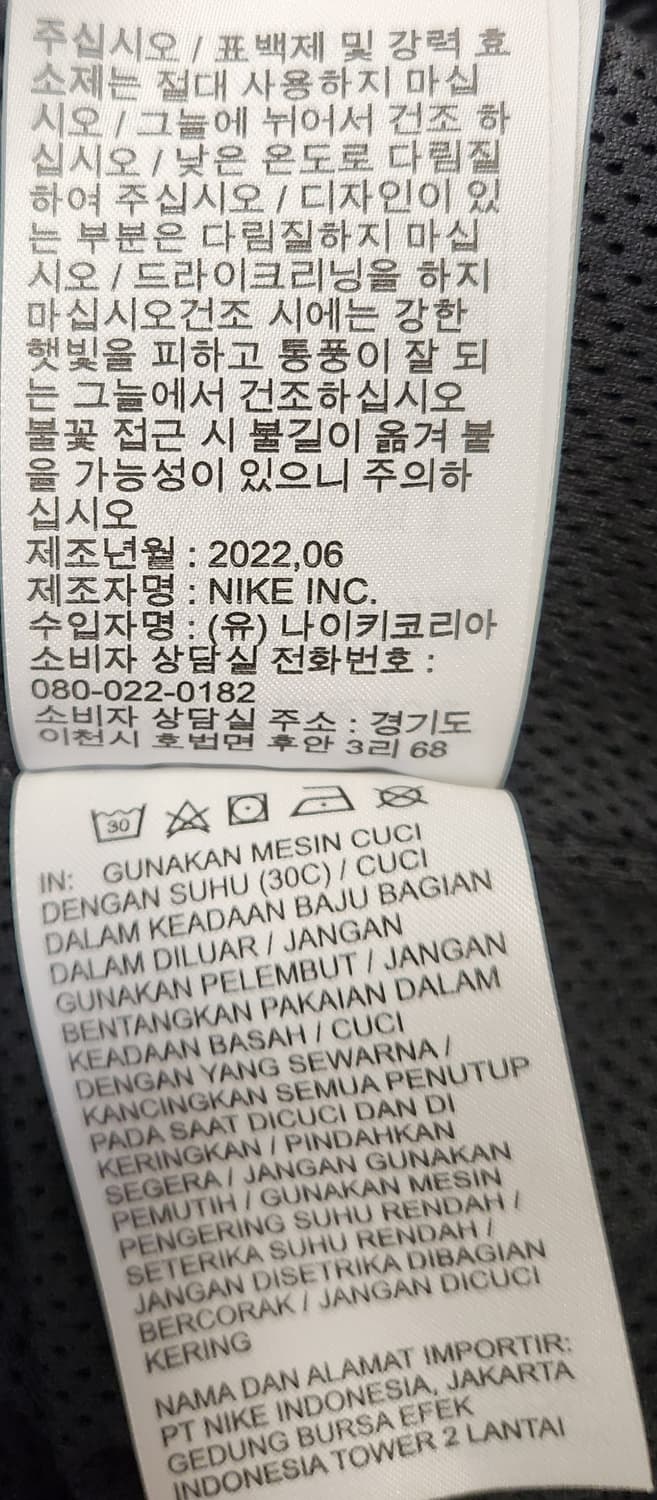 주십시오 / 표백제 및 강력 효
소제는 절대 사용하지 마십
시오 / 그늘에 뉘어서 건조 하
십시오 / 낮은 온도로 다림질
하여 주십시오 / 디자인이 있
는 부분은 다림질하지 마십
시오 / 드라이크리닝을 하지
마십시오건조 시에는 강한
햇빛을 피하고 통풍이 잘 되
는 그늘에서 건조하십시오
불꽃 접근 시 불길이 옮겨 붙
을 가능성이 있으니 주의하
십시오
제조년월 : 2022,06
제조자명 : NIKE INC.
수입자명 : (유) 나이키코리아
소비자 상담실 전화번호 :
080-022-0182
소비자 상담실 주소 : 경기도
이천시 호법면 후안 3리 68
30
IN: GUNAKAN MESIN CUCI
DENGAN SUHU (30C) / CUCI
DALAM KEADAAN BAJU BAGIAN
DALAM DILUAR / JANGAN
GUNAKAN PELEMBUT / JANGAN
BENTANGKAN PAKAIAN DALAM
KEADAAN BASAH / CUCI
DENGAN YANG SEWARNA /
KANCINGKAN SEMUA PENUTUP
PADA SAAT DICUCI DAN DI
KERINGKAN / PINDAHKAN
SEGERA / JANGAN GUNAKAN
PEMUTIH / GUNAKAN MESIN
PENGERING SUHU RENDAH /
SETERIKA SUHU RENDAH /
JANGAN DISETRIKA DIBAGIAN
BERCORAK / JANGAN DICUCI
KERING
NAMA DAN ALAMAT IMPORTIR:
PT NIKE INDONESIA, JAKARTA
GEDUNG BURSA EFEK
INDONESIA TOWER 2 LANTAI